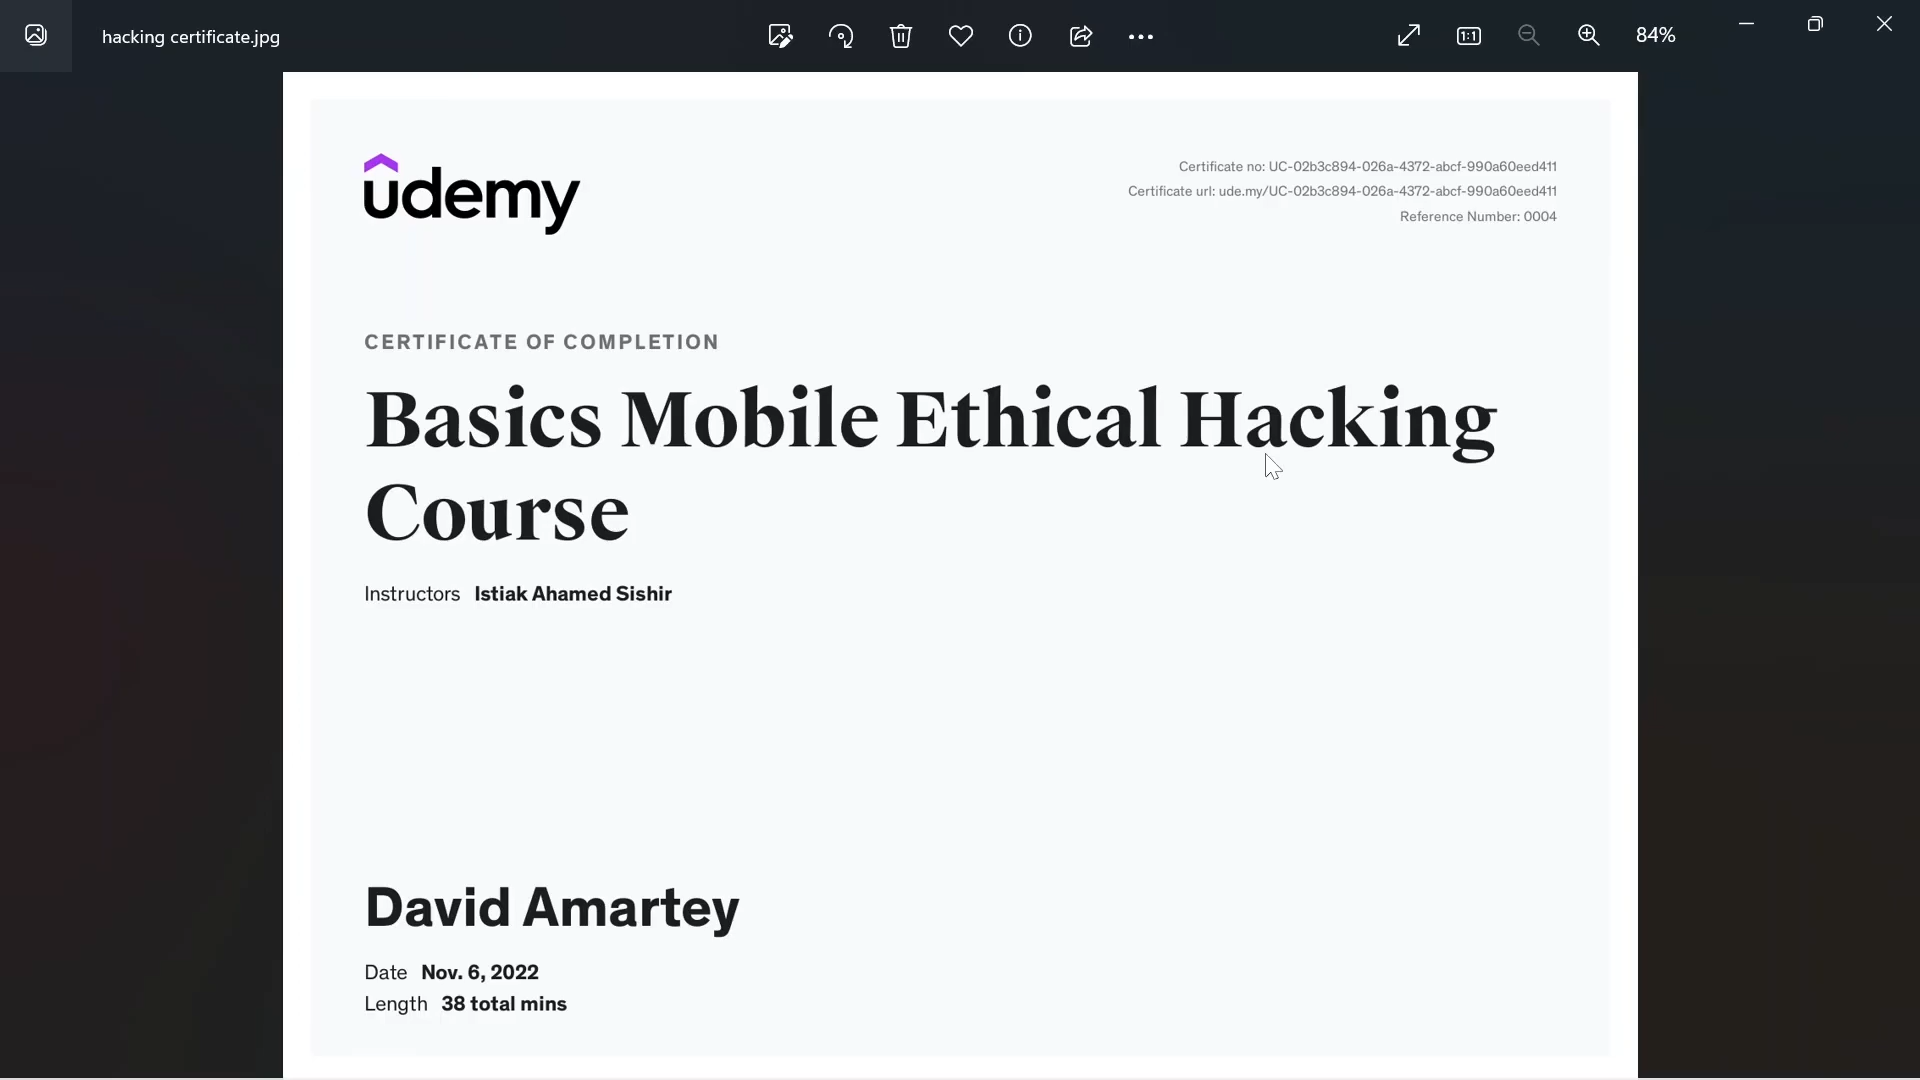 hacking certificate.jpg
84%
udemy
Certificate no: UC-02b3c894-026a-4372-abcf-990a60eed411
Certificate url: ude.my/UC-02b3c894-026a-4372-abcf-990a60eed411
Reference Number: 0004
CERTIFICATE OF COMPLETION
Basics Mobile Ethical Hacking
Course
Instructors Istiak Ahamed Sishir
David Amartey
Date Nov. 6, 2022
Length 38 total mins